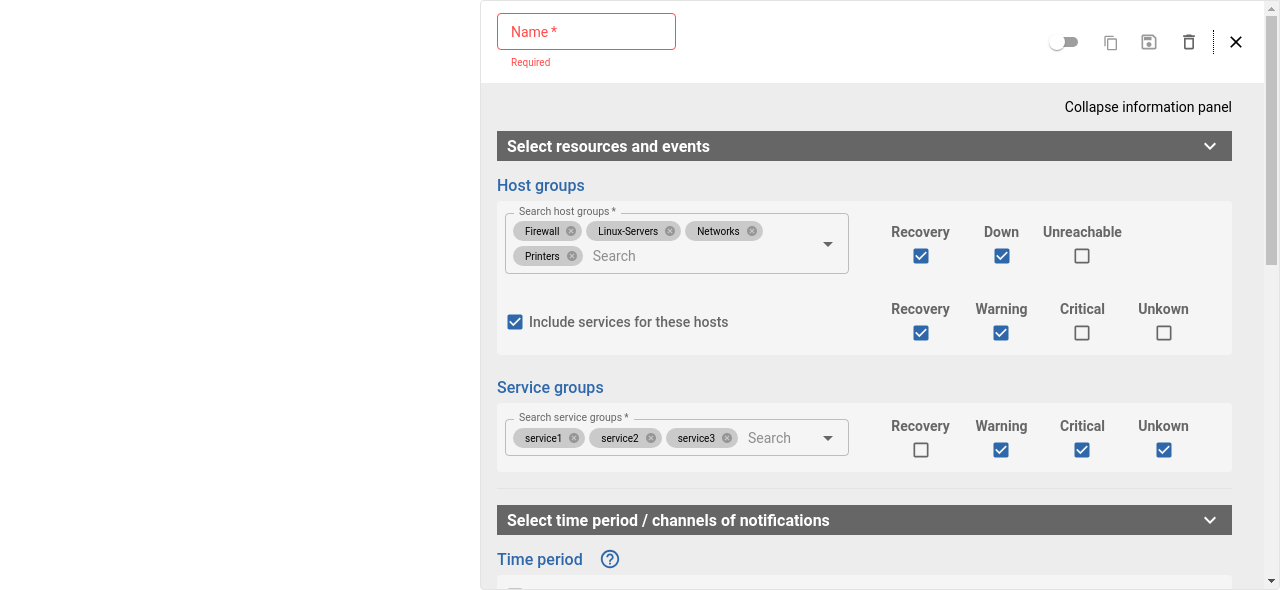 Name *
Required
Collapse information panel
Select resources and events
Host groups
Search host groups *
Firewall Linux-Servers Networks
Printers Search
Recovery Down Unreachable
Include services for these hosts
Recovery Warning Critical Unkown
Service groups
Search service groups *
service1 service2 service3 Search
Recovery Warning Critical Unkown
Select time period / channels of notifications
Time period